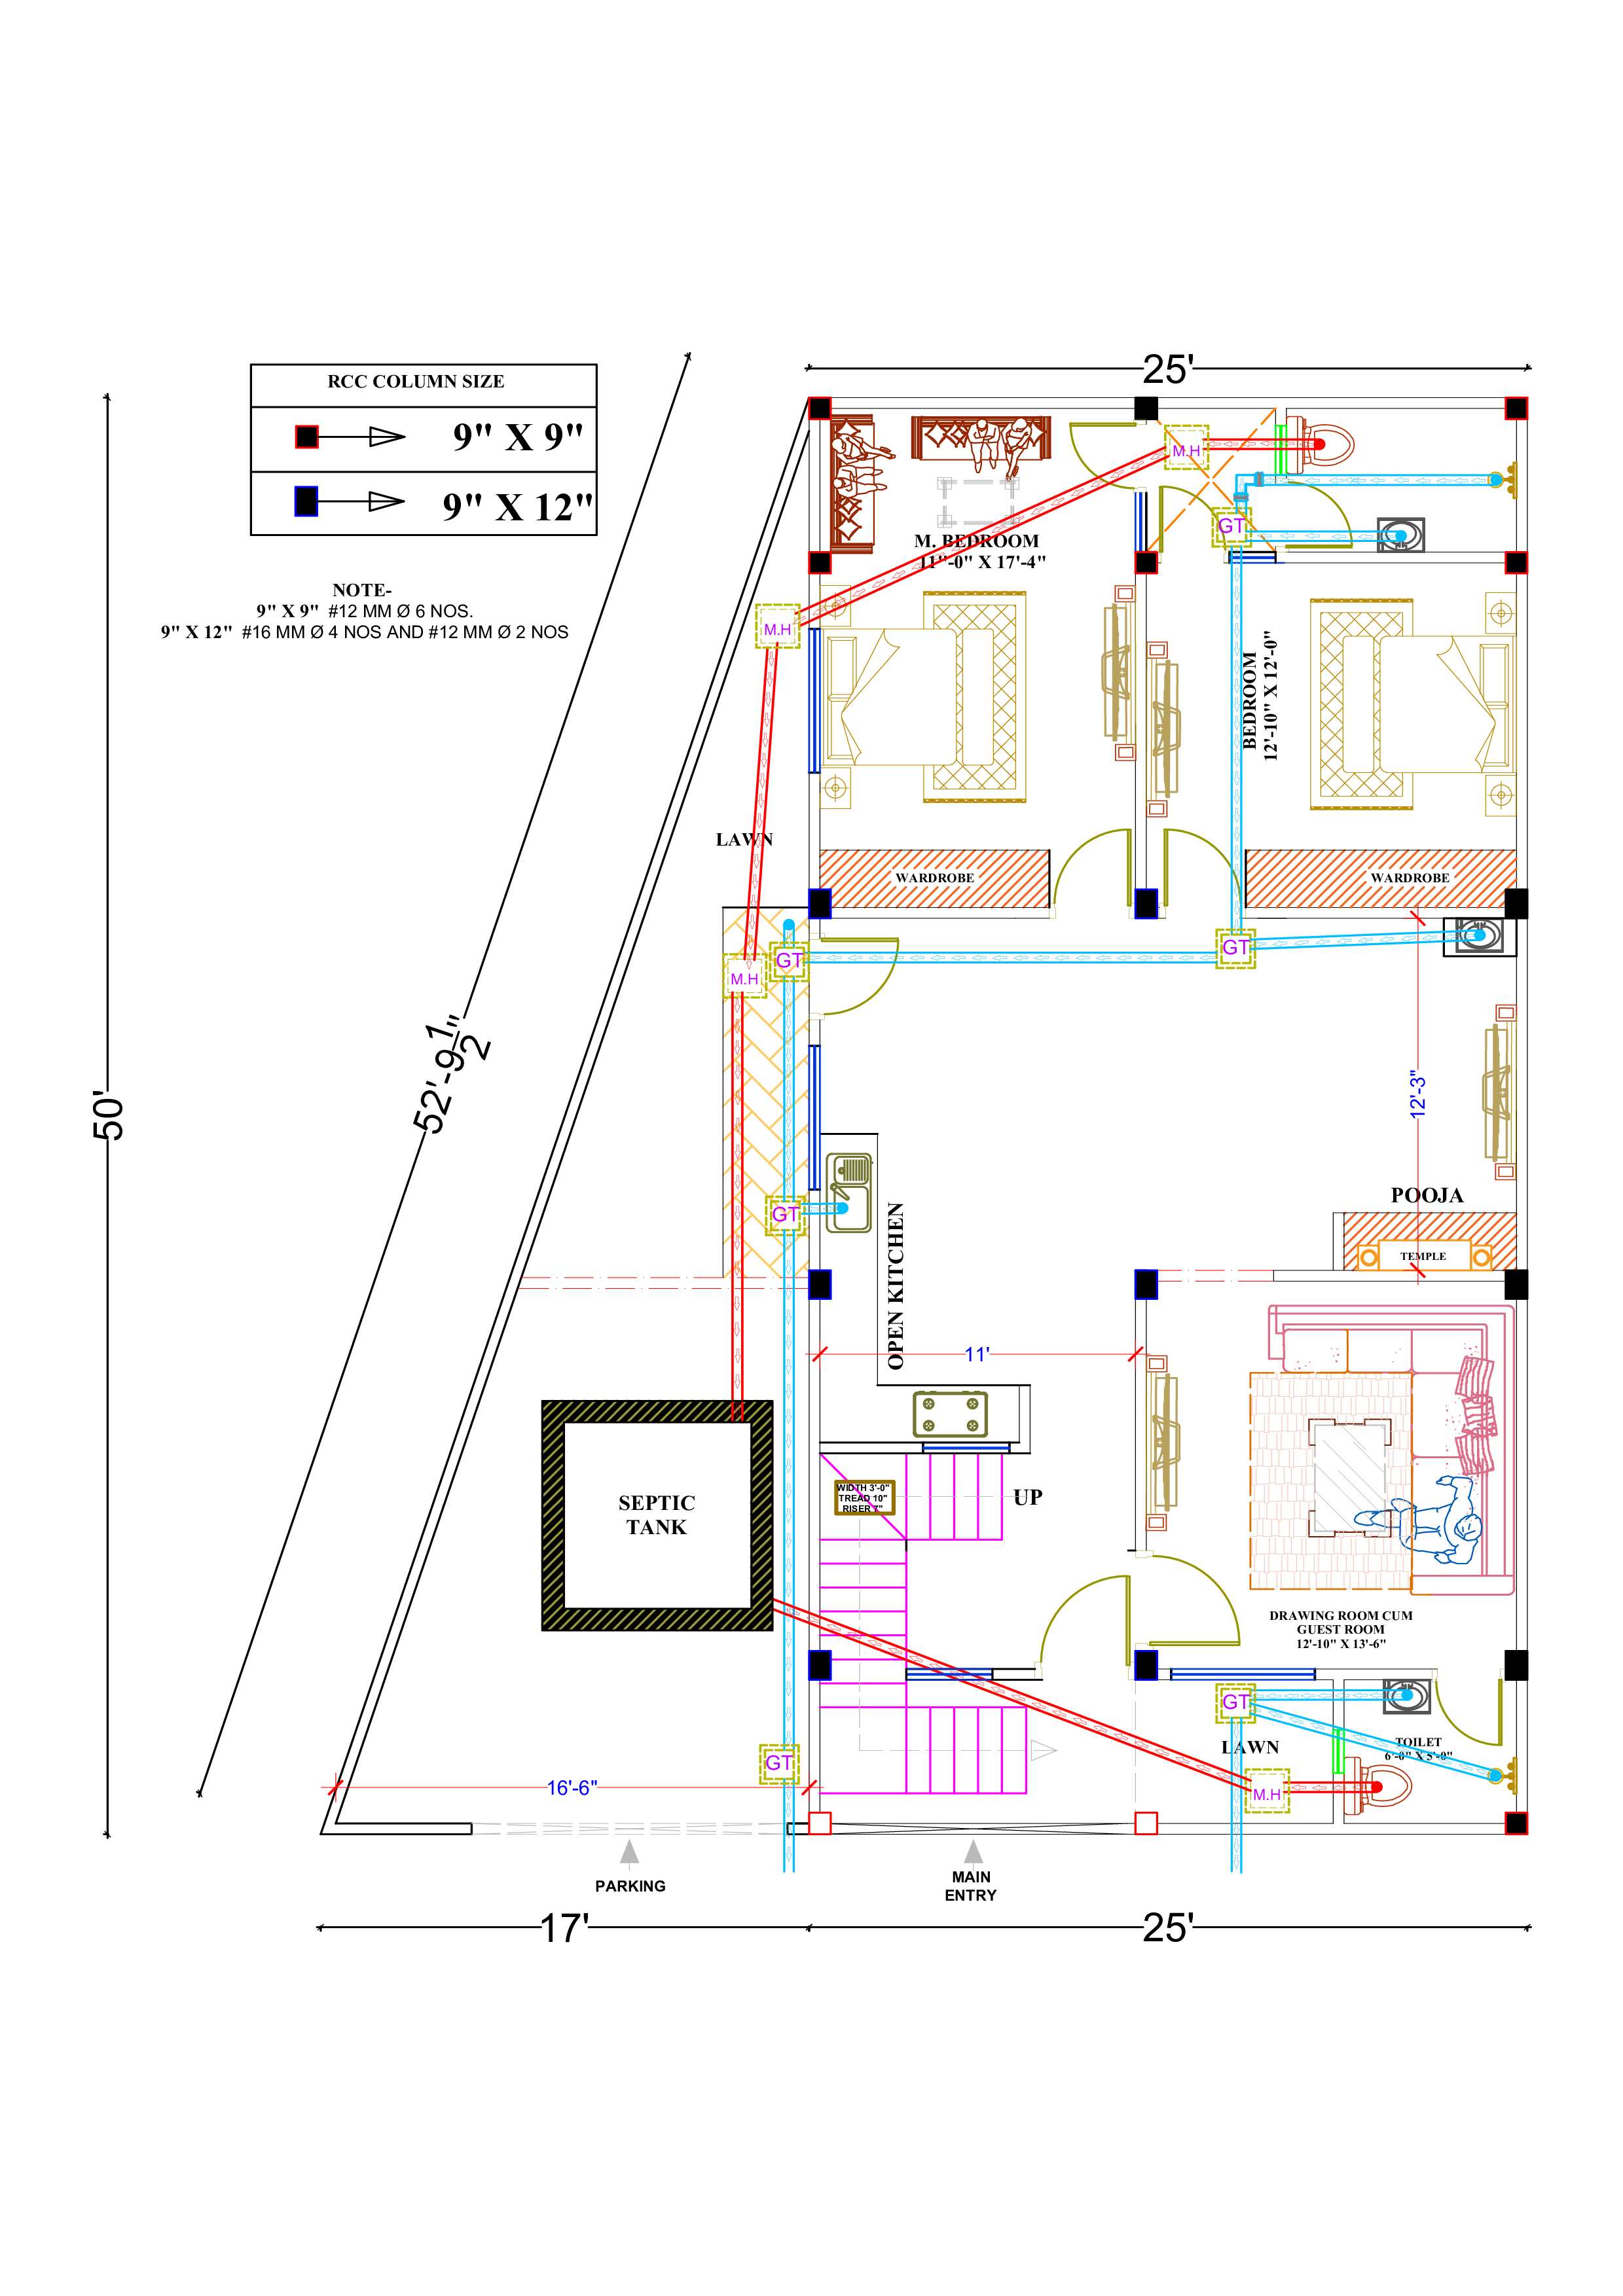 25'
RCC COLUMN SIZE
9" X 9"
9" X 12"
NOTE-
9" X 9" #12 MM Ø 6 NOS.
9" X 12" #16 MM Ø 4 NOS AND #12 MM Ø 2 NOS
M.H
GT
M. BEDROOM
11'-0" X 17'-4"
M.H
BEDROOM
12'-10" X 12'-0"
LAWN
WARDROBE
WARDROBE
GT
GT
M.H
52'-9 1/2"
50'
12'-3"
POOJA
TEMPLE
GT
OPEN KITCHEN
11'
UP
WIDTH 3'-0"
TREAD 10"
RISER 7"
SEPTIC
TANK
DRAWING ROOM CUM
GUEST ROOM
12'-10" X 13'-6"
GT
LAWN
TOILET
6'-0" X 5'-0"
GT
M.H
16'-6"
PARKING
MAIN
ENTRY
17'
25'